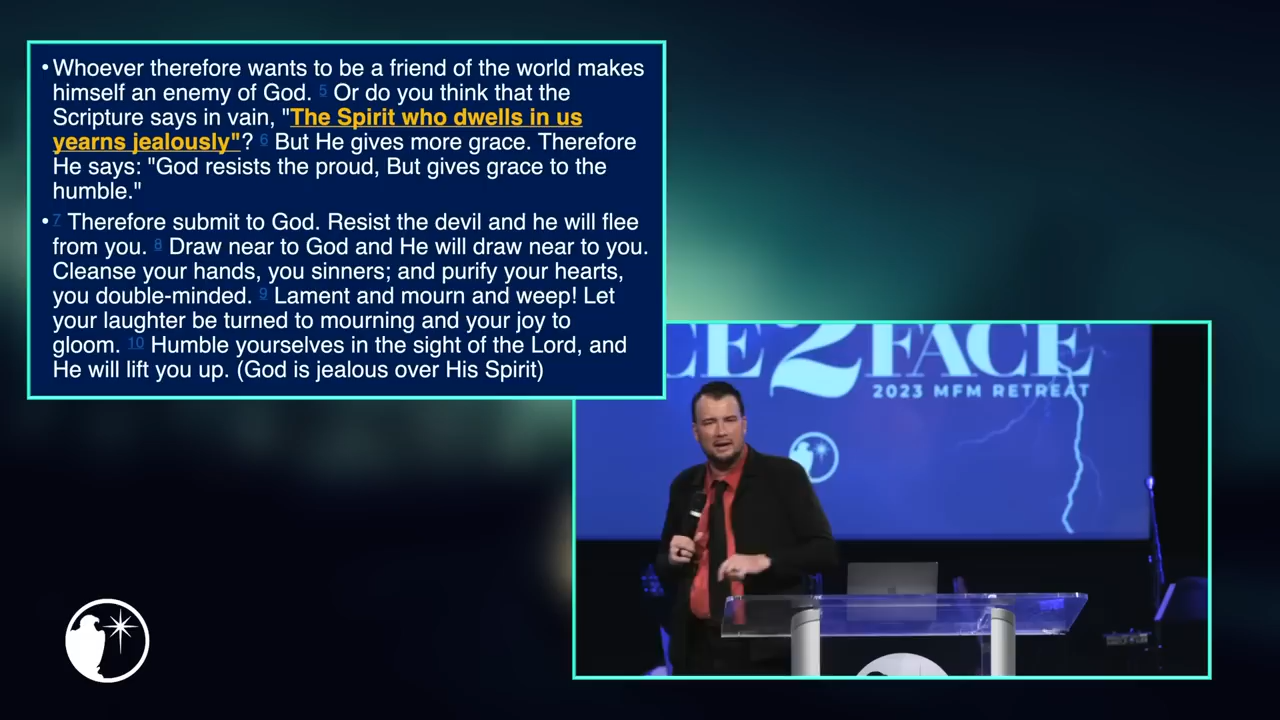 •Whoever therefore wants to be a friend of the world makes
himself an enemy of God. 5 Or do you think that the
Scripture says in vain, "The Spirit who dwells in us
yearns jealously"? 6 But He gives more grace. Therefore
He says: "God resists the proud, But gives grace to the
humble."
•7 Therefore submit to God. Resist the devil and he will flee
from you. 8 Draw near to God and He will draw near to you.
Cleanse your hands, you sinners; and purify your hearts,
you double-minded. 9 Lament and mourn and weep! Let
your laughter be turned to mourning and your joy to
gloom. 10 Humble yourselves in the sight of the Lord, and
He will lift you up. (God is jealous over His Spirit)
CE2FACE
2023 MFM RETREAT